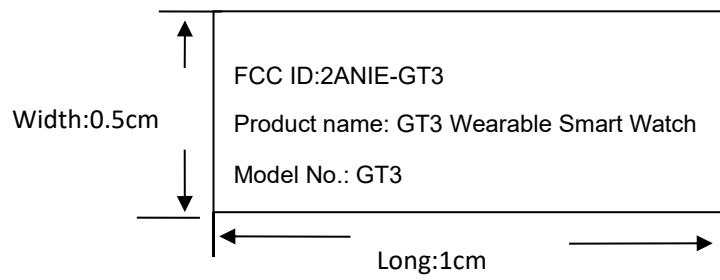 FCC ID:2ANIE-GT3
Width:0.5cm
Product name: GT3 Wearable Smart Watch
Model No.: GT3
Long:1cm